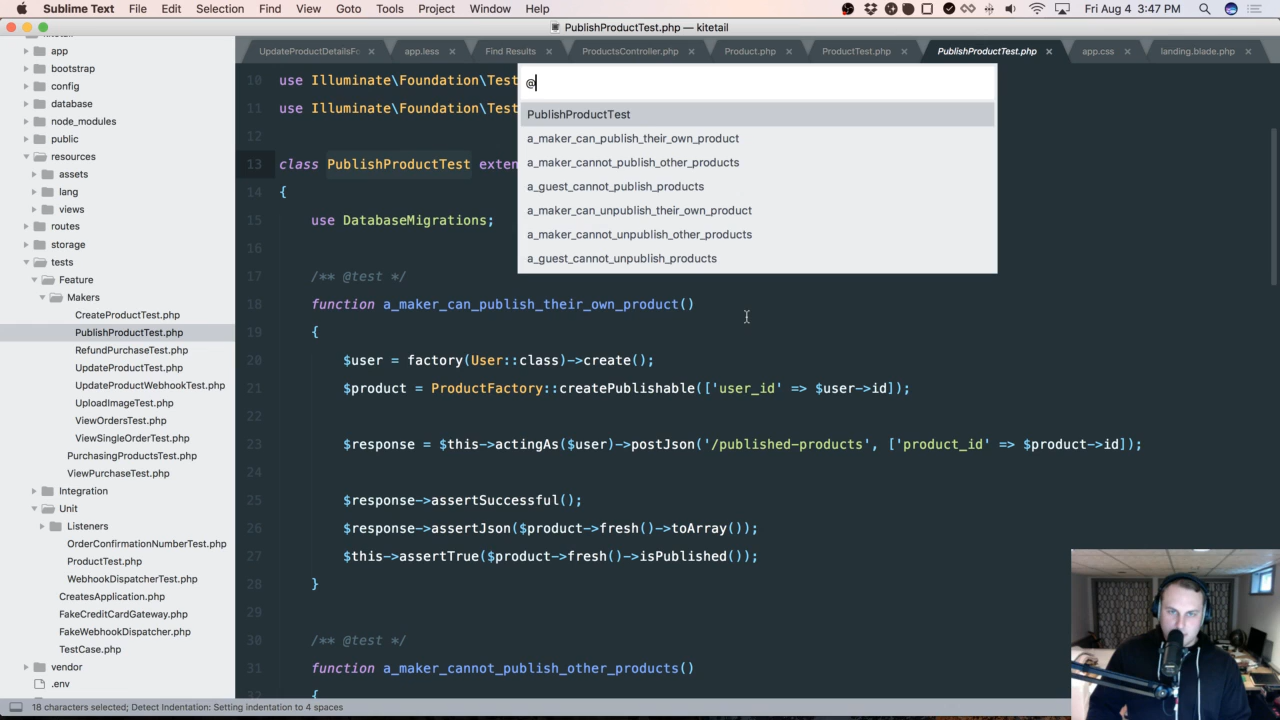 Sublime Text File Edit Selection Find View Goto Tools Project Window Help Fri Aug 4 3:47 PM
PublishProductTest.php — kitetail
UpdateProductDetailsFo app.less Find Results ProductsController.php Product.php ProductTest.php PublishProductTest.php app.css landing.blade.php
app
bootstrap
config
database
node_modules
public
resources
assets
lang
views
routes
storage
tests
Feature
Makers
CreateProductTest.php
PublishProductTest.php
RefundPurchaseTest.php
UpdateProductTest.php
UpdateProductWebhookTest.php
UploadImageTest.php
ViewOrdersTest.php
ViewSingleOrderTest.php
PurchasingProductsTest.php
ViewPurchaseTest.php
Integration
Unit
Listeners
OrderConfirmationNumberTest.php
ProductTest.php
WebhookDispatcherTest.php
CreatesApplication.php
FakeCreditCardGateway.php
FakeWebhookDispatcher.php
TestCase.php
vendor
.env
@
PublishProductTest
a_maker_can_publish_their_own_product
a_maker_cannot_publish_other_products
a_guest_cannot_publish_products
a_maker_can_unpublish_their_own_product
a_maker_cannot_unpublish_other_products
a_guest_cannot_unpublish_products
10 use Illuminate\Foundation\Test
11 use Illuminate\Foundation\Test
12
13 class PublishProductTest exten
14 {
15 use DatabaseMigrations;
16
17 /** @test */
18 function a_maker_can_publish_their_own_product()
19 {
20 $user = factory(User::class)->create();
21 $product = ProductFactory::createPublishable(['user_id' => $user->id]);
22
23 $response = $this->actingAs($user)->postJson('/published-products', ['product_id' => $product->id]);
24
25 $response->assertSuccessful();
26 $response->assertJson($product->fresh()->toArray());
27 $this->assertTrue($product->fresh()->isPublished());
28 }
29
30 /** @test */
31 function a_maker_cannot_publish_other_products()
32 {
18 characters selected; Detect Indentation: Setting indentation to 4 spaces